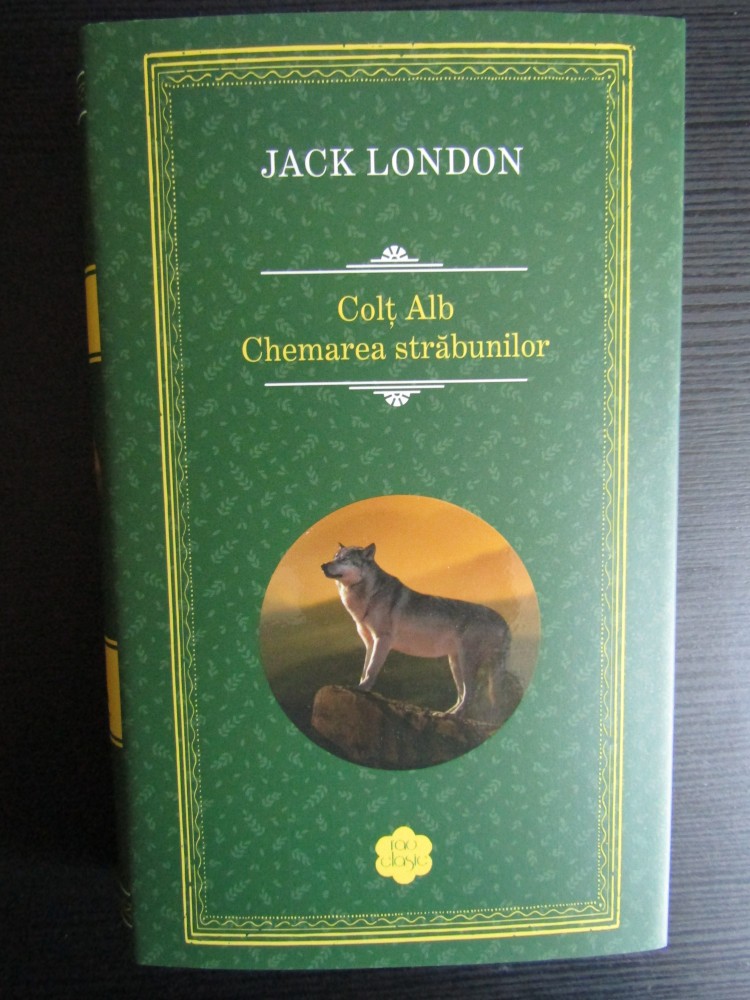 JACK LONDON
Colț Alb
Chemarea străbunilor
rao
clasic